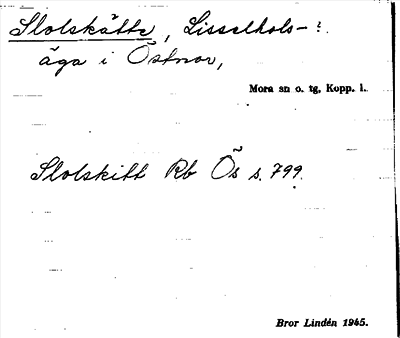 Slolskätte, Lisselhols-?
äga i Östnor,
Mora sn o. tg, Kopp. l.
Slolskitt Rb Ös s. 799.
Bror Lindén 1945.